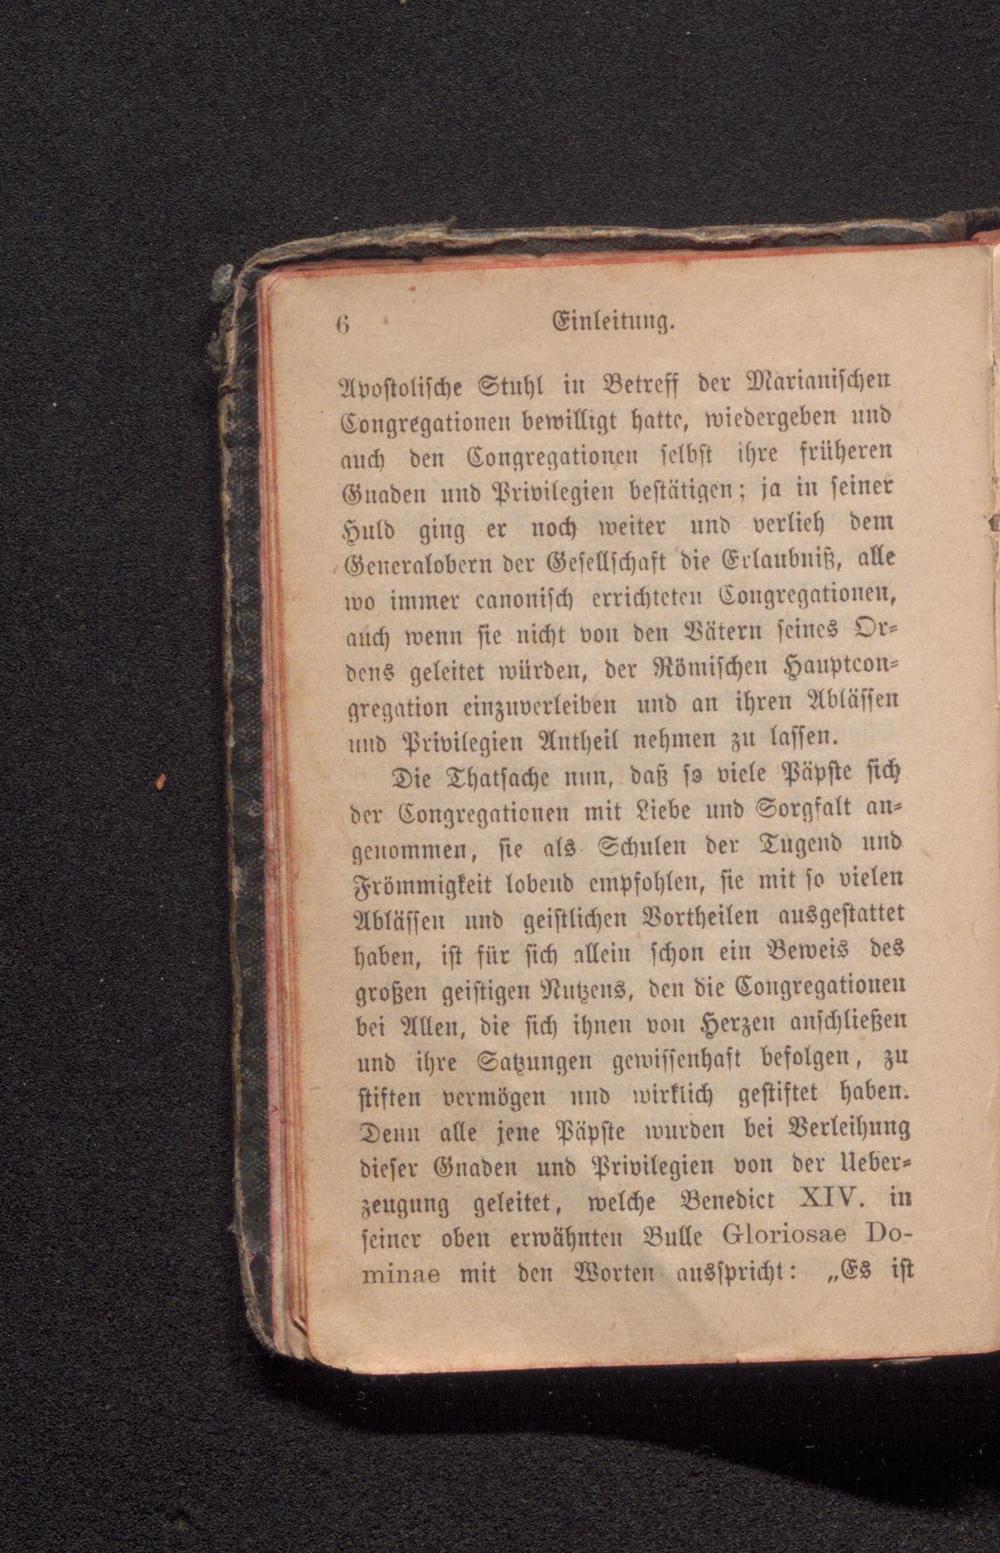 6 Einleitung.
Apostolische Stuhl in Betreff der Marianischen
Congregationen bewilligt hatte, wiedergeben und
auch den Congregationen selbst ihre früheren
Gnaden und Privilegien bestätigen; ja in seiner
Huld ging er noch weiter und verlieh dem
Generalobern der Gesellschaft die Erlaubniß, alle
wo immer canonisch errichteten Congregationen,
auch wenn sie nicht von den Vätern seines Or-
dens geleitet würden, der Römischen Hauptcon-
gregation einzuverleiben und an ihren Ablässen
und Privilegien Antheil nehmen zu lassen.
Die Thatsache nun, daß so viele Päpste sich
der Congregationen mit Liebe und Sorgfalt an-
genommen, sie als Schulen der Tugend und
Frömmigkeit lobend empfohlen, sie mit so vielen
Ablässen und geistlichen Vortheilen ausgestattet
haben, ist für sich allein schon ein Beweis des
großen geistigen Nutzens, den die Congregationen
bei Allen, die sich ihnen von Herzen anschließen
und ihre Satzungen gewissenhaft befolgen, zu
stiften vermögen und wirklich gestiftet haben.
Denn alle jene Päpste wurden bei Verleihung
dieser Gnaden und Privilegien von der Ueber-
zeugung geleitet, welche Benedict XIV. in
seiner oben erwähnten Bulle Gloriosae Do-
minae mit den Worten ausspricht: „Es ist